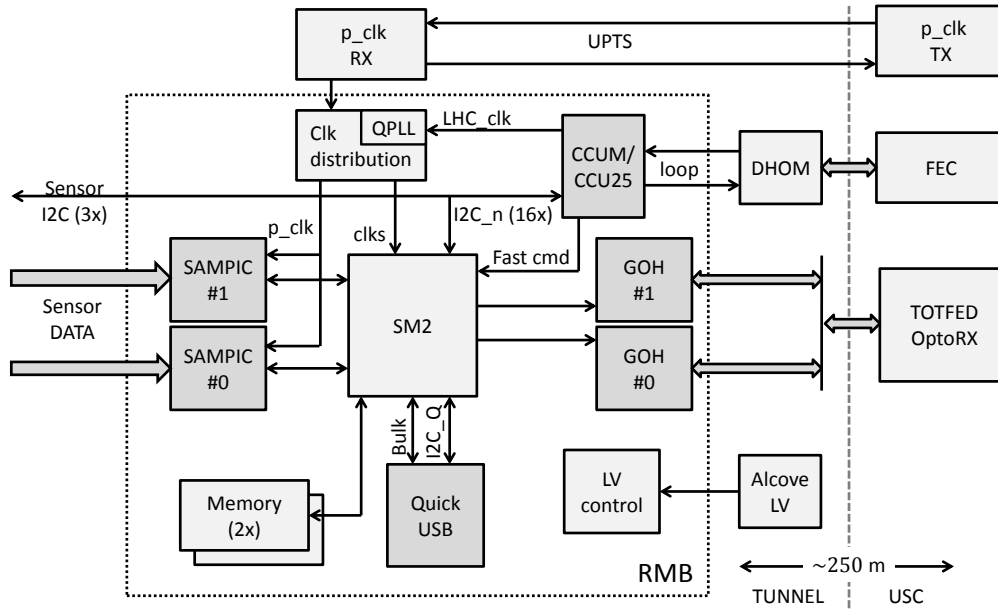 p_clk
RX
UPTS
p_clk
TX
Clk
distribution
QPLL
LHC_clk
CCUM/
CCU25
loop
DHOM
FEC
Sensor
I2C (3x)
I2C_n (16x)
p_clk
clks
Fast cmd
SAMPIC
#1
SM2
GOH
#1
Sensor
DATA
SAMPIC
#0
GOH
#0
TOTFED
OptoRX
Bulk
I2C_Q
Memory
(2x)
Quick
USB
LV
control
Alcove
LV
RMB
~250 m
TUNNEL
USC